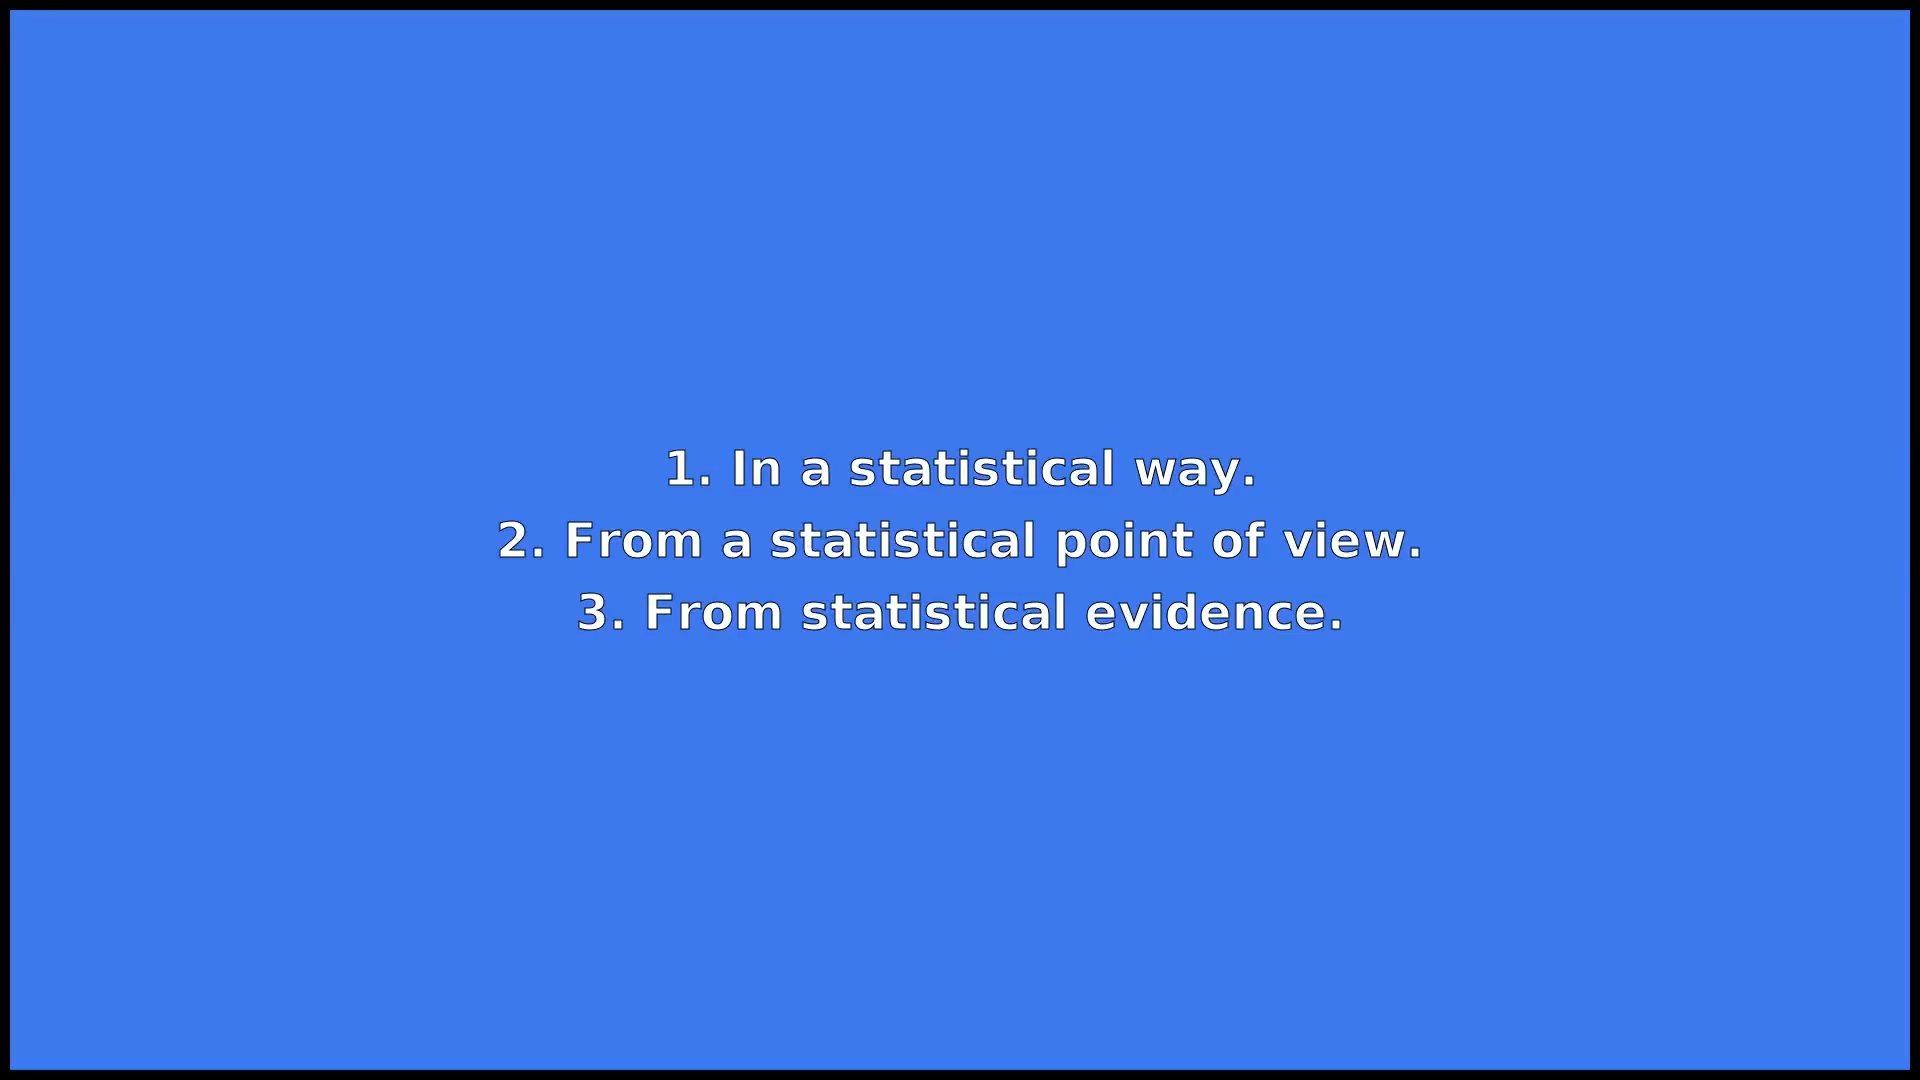 1. In a statistical way.
2. From a statistical point of view.
3. From statistical evidence.